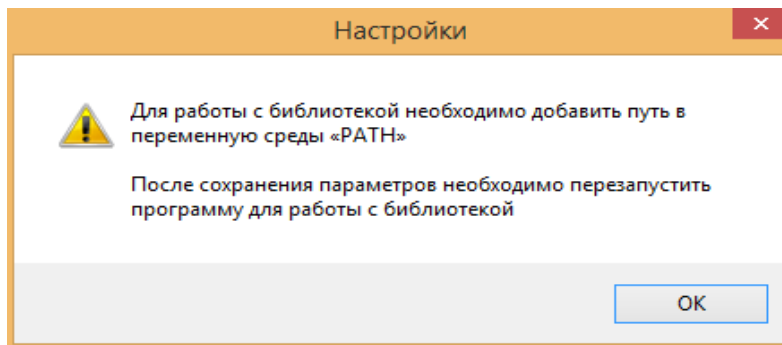 Настройки
Для работы с библиотекой необходимо добавить путь в
переменную среды «PATH»
После сохранения параметров необходимо перезапустить
программу для работы с библиотекой
OK